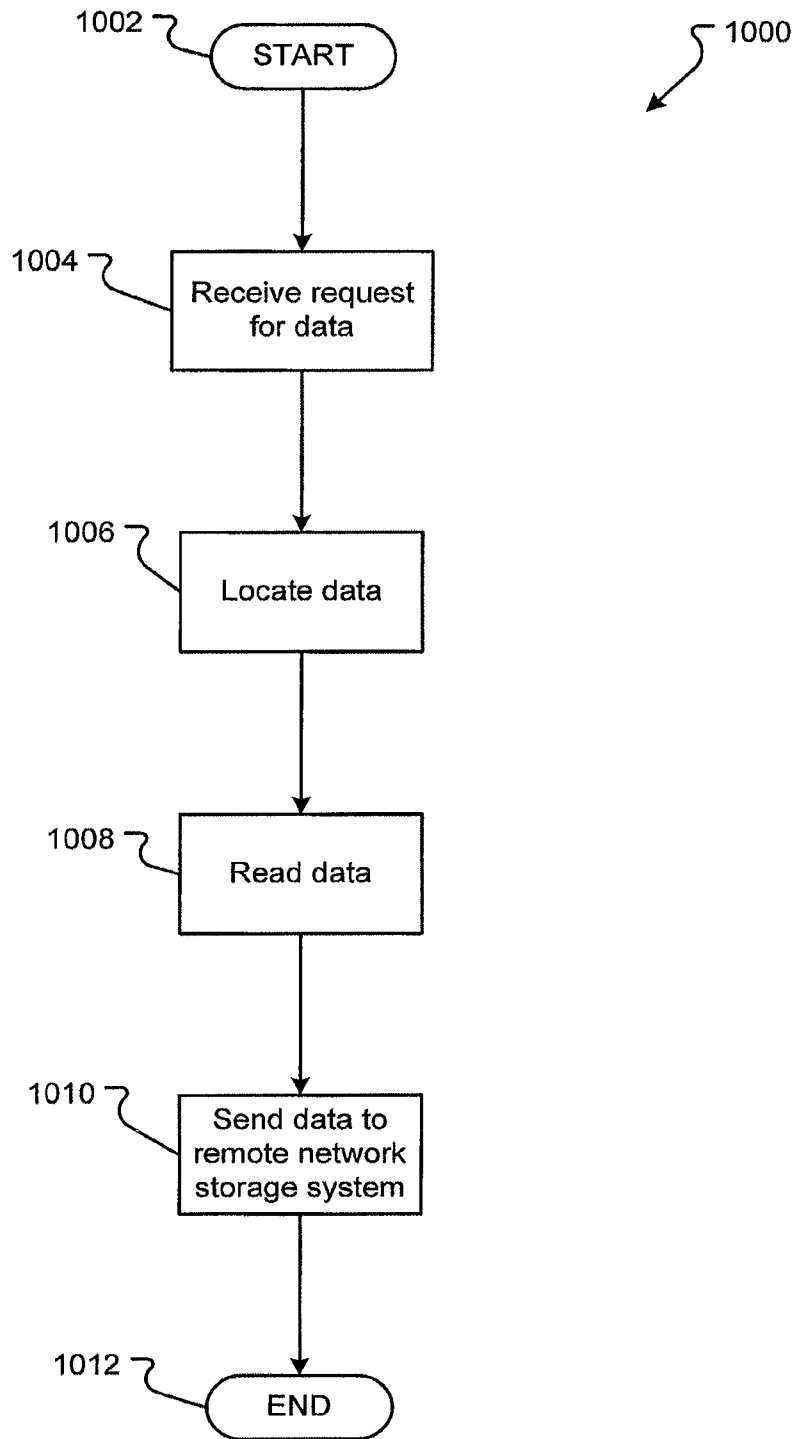 1002
START
1000
1004
Receive request
for data
1006
Locate data
1008
Read data
1010
Send data to
remote network
storage system
1012
END